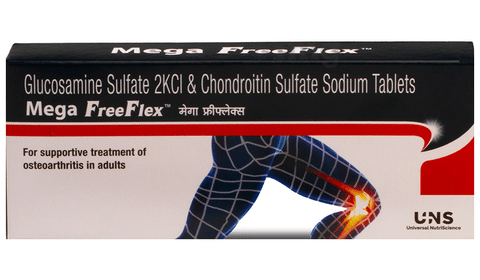 Mega FreeFlex™
Glucosamine Sulfate 2KCl & Chondroitin Sulfate Sodium Tablets
Mega FreeFlex™ मेगा फ्रीफ्लेक्स
For supportive treatment of
osteoarthritis in adults
UNS
Universal NutriScience